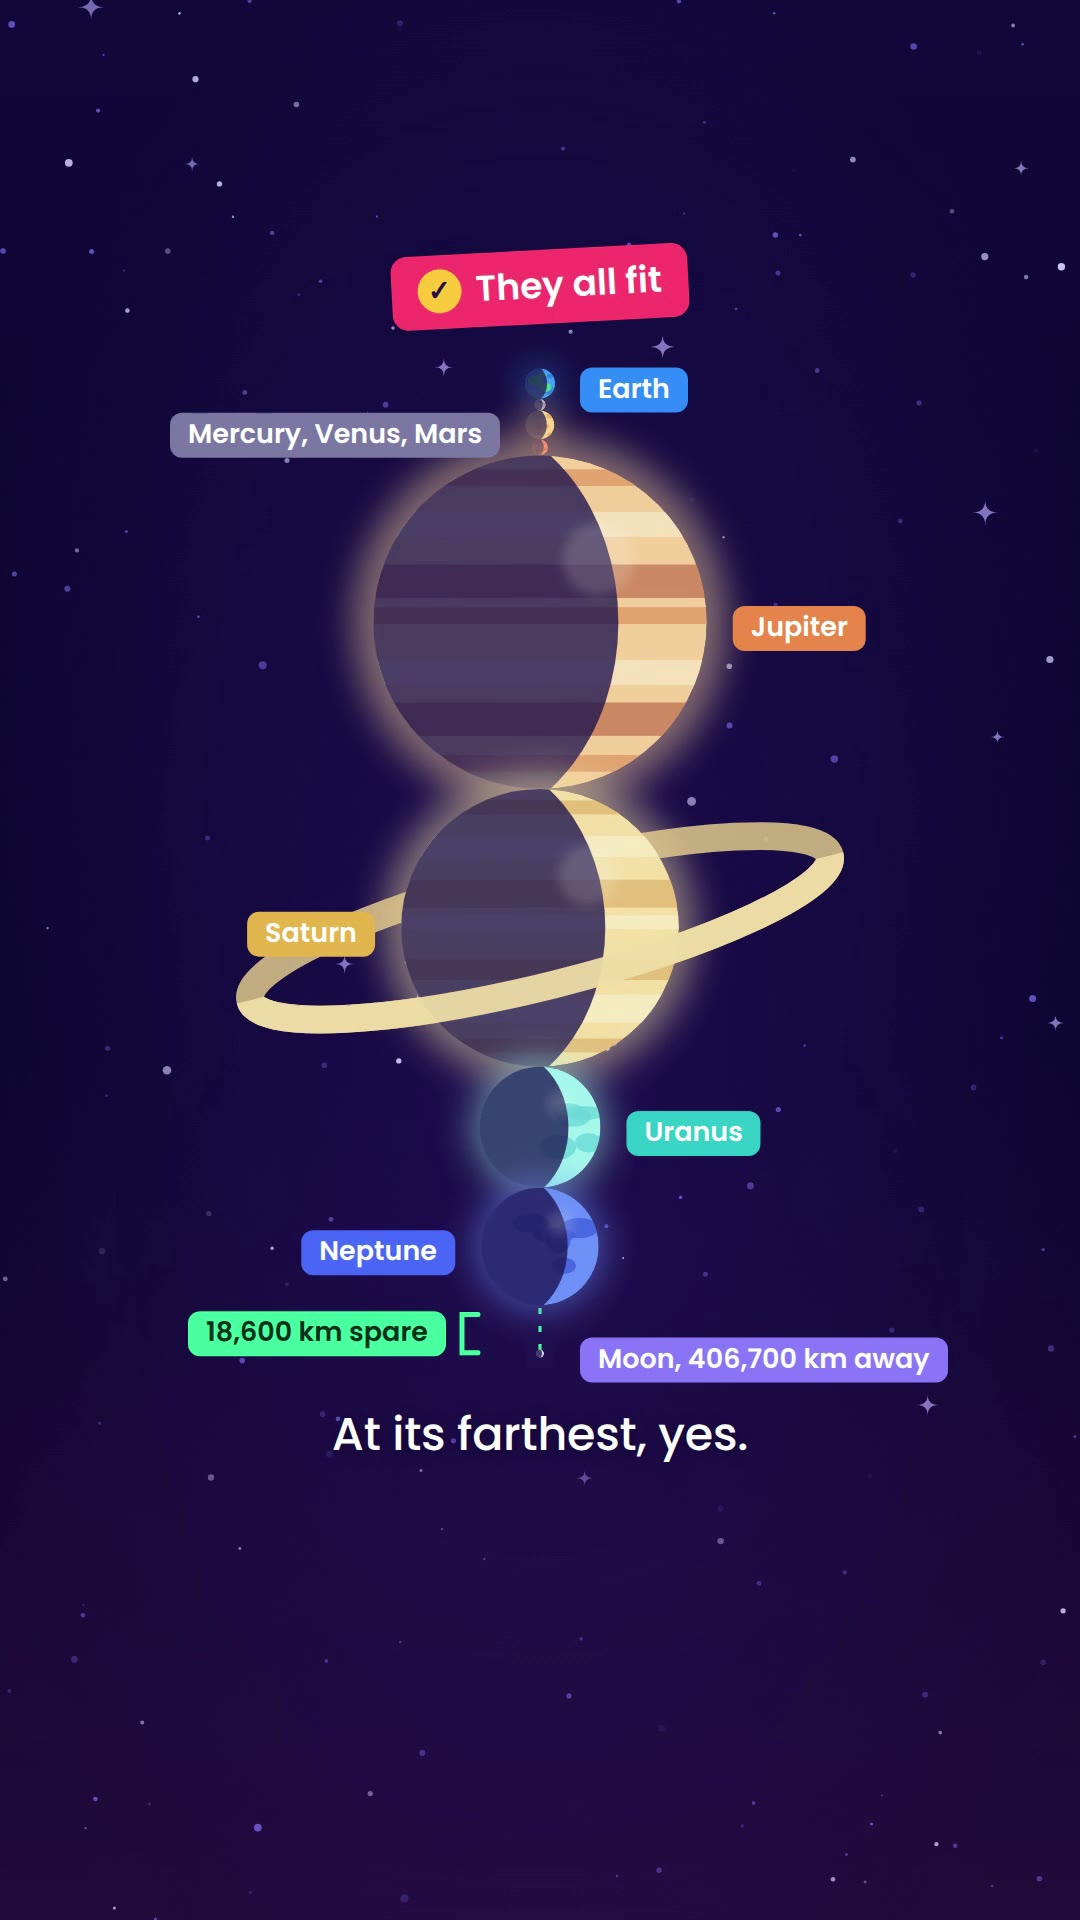 ✓ They all fit
Earth
Mercury, Venus, Mars
Jupiter
Saturn
Uranus
Neptune
18,600 km spare
Moon, 406,700 km away
At its farthest, yes.